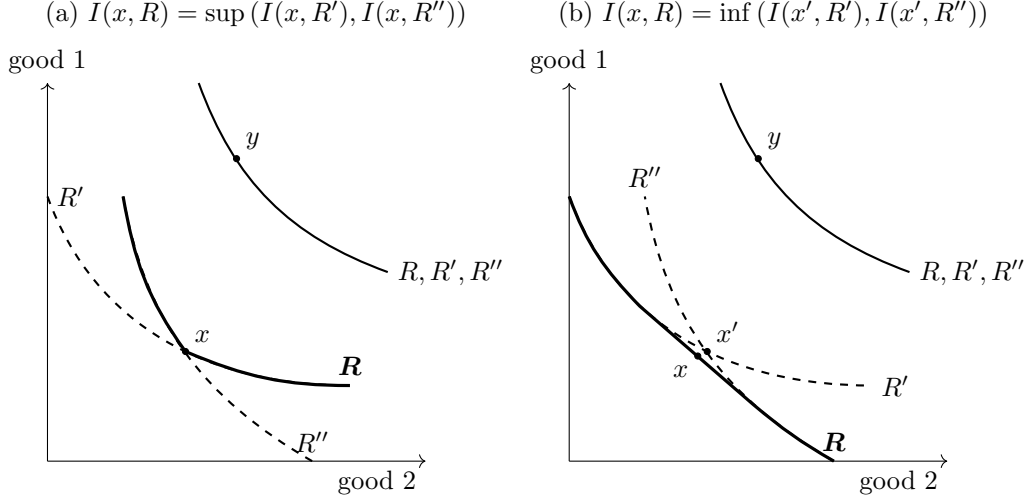 (a) I(x, R) = sup (I(x, R′), I(x, R′′))
good 1
y
R′
R, R′, R′′
x
R
R′′
good 2
(b) I(x, R) = inf (I(x′, R′), I(x′, R′′))
good 1
y
R′′
R, R′, R′′
x′
x
R′
R
good 2